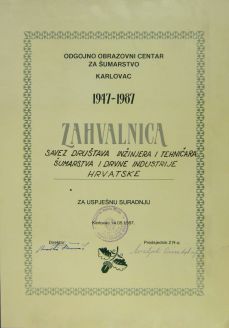 ODGOJNO OBRAZOVNI CENTAR
ZA ŠUMARSTVO
KARLOVAC
1947-1987
ZAHVALNICA
SAVEZ DRUŠTAVA INŽINJERA I TEHNIČARA
ŠUMARSTVA I DRVNE INDUSTRIJE
HRVATSKE
ZA USPJEŠNU SURADNJU
Karlovac
Direktor
Predsjednik